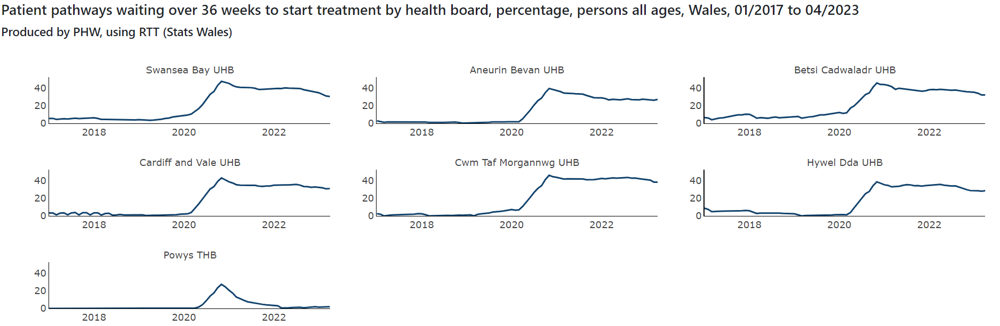 Patient pathways waiting over 36 weeks to start treatment by health board, percentage, persons all ages, Wales, 01/2017 to 04/2023
Produced by PHW, using RTT (Stats Wales)
Swansea Bay UHB
40
20
0
2018 2020 2022
Aneurin Bevan UHB
40
20
0
2018 2020 2022
Betsi Cadwaladr UHB
40
20
0
2018 2020 2022
Cardiff and Vale UHB
40
20
0
2018 2020 2022
Cwm Taf Morgannwg UHB
40
20
0
2018 2020 2022
Hywel Dda UHB
40
20
0
2018 2020 2022
Powys THB
40
20
0
2018 2020 2022